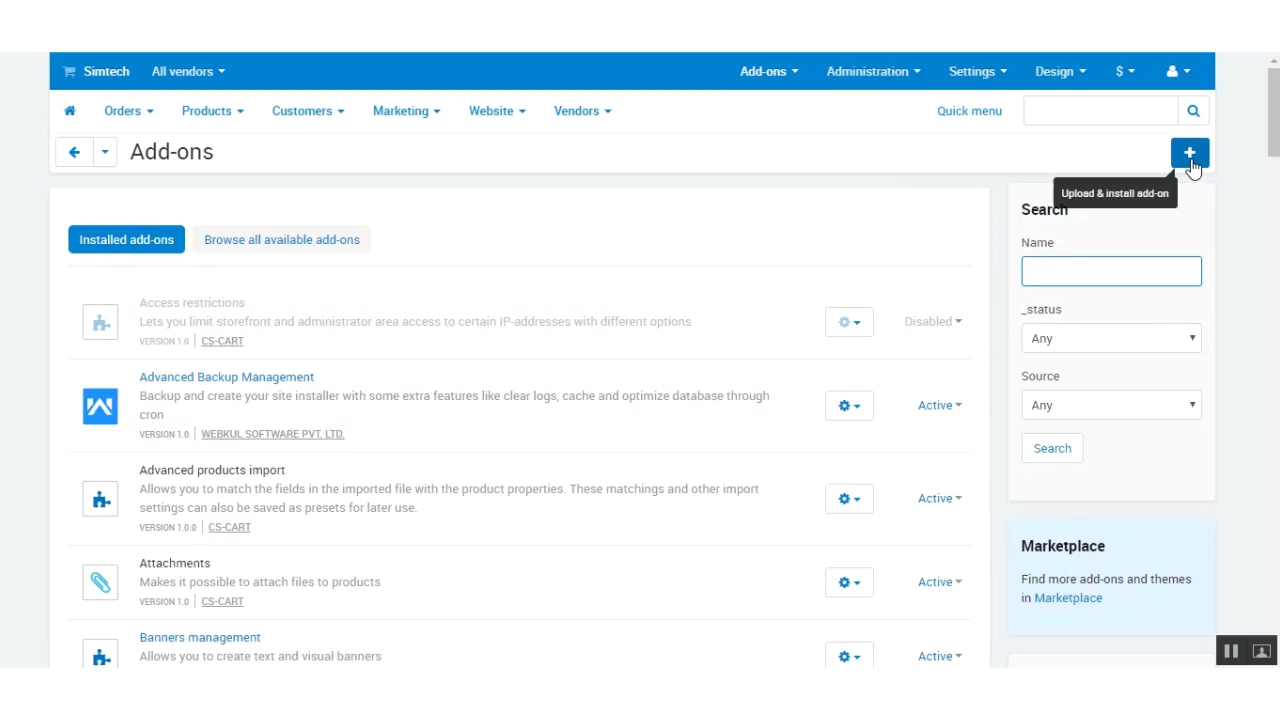 Simtech All vendors Add-ons Administration Settings Design $
Orders Products Customers Marketing Website Vendors Quick menu
Add-ons
Upload & install add-on
Installed add-ons Browse all available add-ons
Access restrictions
Lets you limit storefront and administrator area access to certain IP-addresses with different options
Disabled
VERSION 1.0 CS-CART
Advanced Backup Management
Backup and create your site installer with some extra features like clear logs, cache and optimize database through
cron
Active
VERSION 1.0 WEBKUL SOFTWARE PVT. LTD.
Advanced products import
Allows you to match the fields in the imported file with the product properties. These matchings and other import
settings can also be saved as presets for later use.
Active
VERSION 1.0.0 CS-CART
Attachments
Makes it possible to attach files to products
Active
VERSION 1.0 CS-CART
Banners management
Allows you to create text and visual banners
Active
Search
Name
_status
Any
Source
Any
Search
Marketplace
Find more add-ons and themes
in Marketplace